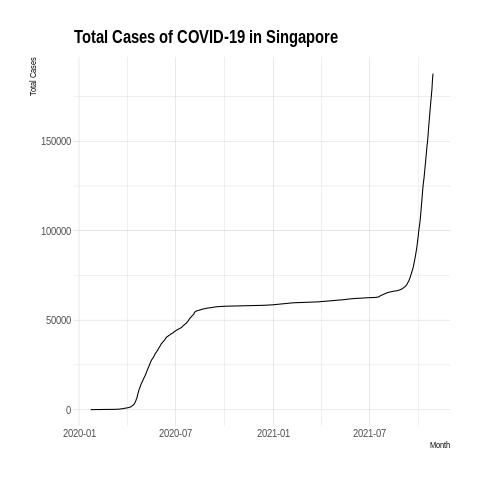 Total Cases of COVID-19 in Singapore
Total Cases
150000
100000
50000
0
2020-01 2020-07 2021-01 2021-07
Month